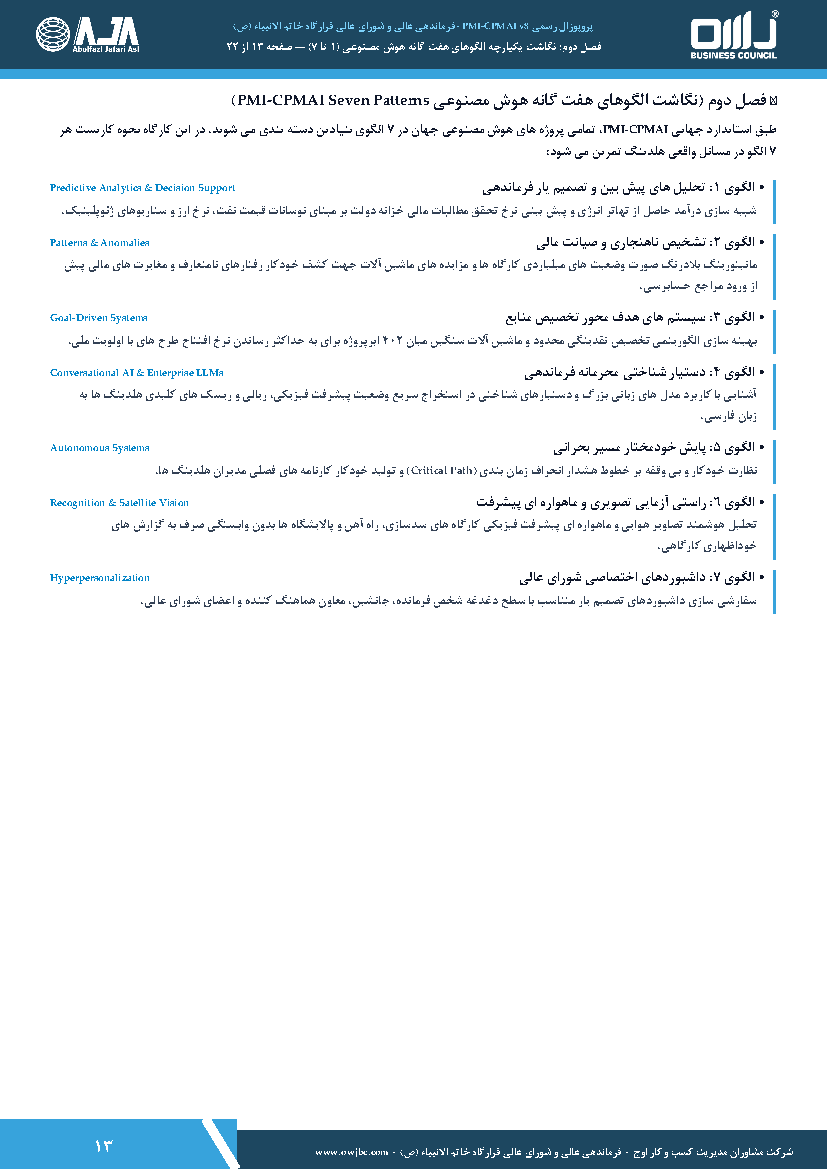 پروپوزال رسمی PMI-CPMAI v8 - فرماندهی عالی و شورای عالی قرارگاه خاتم الانبیاء (ص)
فصل دوم: نگاشت یکپارچه الگوهای هفت گانه هوش مصنوعی (۱ تا ۷) — صفحه ۱۳ از ۲۲
AJA
Abolfazl Jafari Asl
®
BUSINESS COUNCIL
فصل دوم (نگاشت الگوهای هفت گانه هوش مصنوعی PMI-CPMAI Seven Patterns)
طبق استاندارد جهانی PMI-CPMAI، تمامی پروژه های هوش مصنوعی جهان در ۷ الگوی بنیادین دسته بندی می شوند. در این کارگاه نحوه کاربست هر
۷ الگو در مسائل واقعی هلدینگ تمرین می شود:
• الگوی ۱: تحلیل های پیش بین و تصمیم یار فرماندهی
Predictive Analytics & Decision Support
شبیه سازی درآمد حاصل از تهاتر انرژی و پیش بینی نرخ تحقق مطالبات مالی خزانه دولت بر مبنای نوسانات قیمت نفت، نرخ ارز و سناریوهای ژئوپلیتیک.
• الگوی ۲: تشخیص ناهنجاری و صیانت مالی
Patterns & Anomalies
مانیتورینگ بلادرنگ صورت وضعیت های میلیاردی کارگاه ها و مزایده های ماشین آلات جهت کشف خودکار رفتارهای نامتعارف و مغایرت های مالی پیش
از ورود مراجع حسابرسی.
• الگوی ۳: سیستم های هدف محور تخصیص منابع
Goal-Driven Systems
بهینه سازی الگوریتمی تخصیص نقدینگی محدود و ماشین آلات سنگین میان ۴۰۲ ابرپروژه برای به حداکثر رساندن نرخ افتتاح طرح های با اولویت ملی.
• الگوی ۴: دستیار شناختی محرمانه فرماندهی
Conversational AI & Enterprise LLMs
آشنایی با کاربرد مدل های زبانی بزرگ و دستیارهای شناختی در استخراج سریع وضعیت پیشرفت فیزیکی، ریالی و ریسک های کلیدی هلدینگ ها به
زبان فارسی.
• الگوی ۵: پایش خودمختار مسیر بحرانی
Autonomous Systems
نظارت خودکار و بی وقفه بر خطوط هشدار انحراف زمان بندی (Critical Path) و تولید خودکار کارنامه های فصلی مدیران هلدینگ ها.
• الگوی ۶: راستی آزمایی تصویری و ماهواره ای پیشرفت
Recognition & Satellite Vision
تحلیل هوشمند تصاویر هوایی و ماهواره ای پیشرفت فیزیکی کارگاه های سدسازی، راه آهن و پالایشگاه ها بدون وابستگی صرف به گزارش های
خوداظهاری کارگاهی.
• الگوی ۷: داشبوردهای اختصاصی شورای عالی
Hyperpersonalization
سفارشی سازی داشبوردهای تصمیم یار متناسب با سطح دغدغه شخص فرمانده، جانشین، معاون هماهنگ کننده و اعضای شورای عالی.
شرکت مشاوران مدیریت کسب و کار اوج - فرماندهی عالی و شورای عالی قرارگاه خاتم الانبیاء (ص) - www.owjbc.com
۱۳